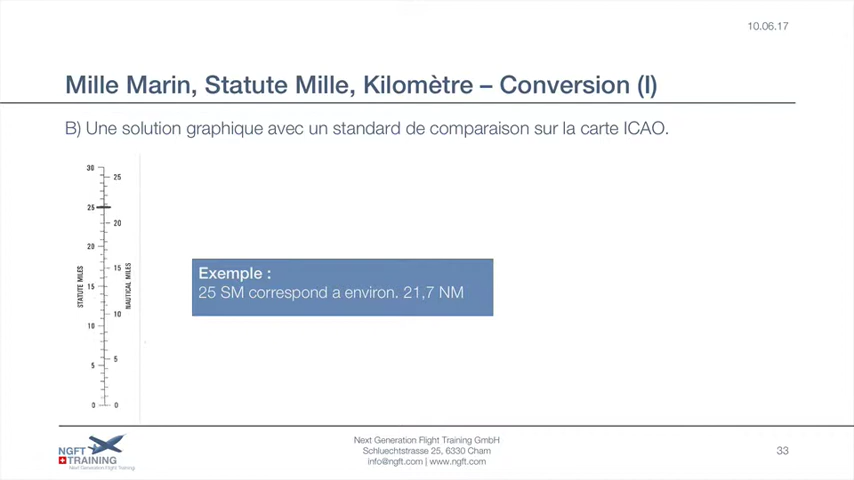 10.06.17
Mille Marin, Statute Mille, Kilomètre – Conversion (I)
B) Une solution graphique avec un standard de comparaison sur la carte ICAO.
30
25
25
20
20
15
15
10
10
5
5
0
0
STATUTE MILES
NAUTICAL MILES
Exemple :
25 SM correspond a environ. 21,7 NM
NGFT
TRAINING
Next Generation Flight Training
Next Generation Flight Training GmbH
Schluechtstrasse 25, 6330 Cham
info@ngft.com | www.ngft.com
33